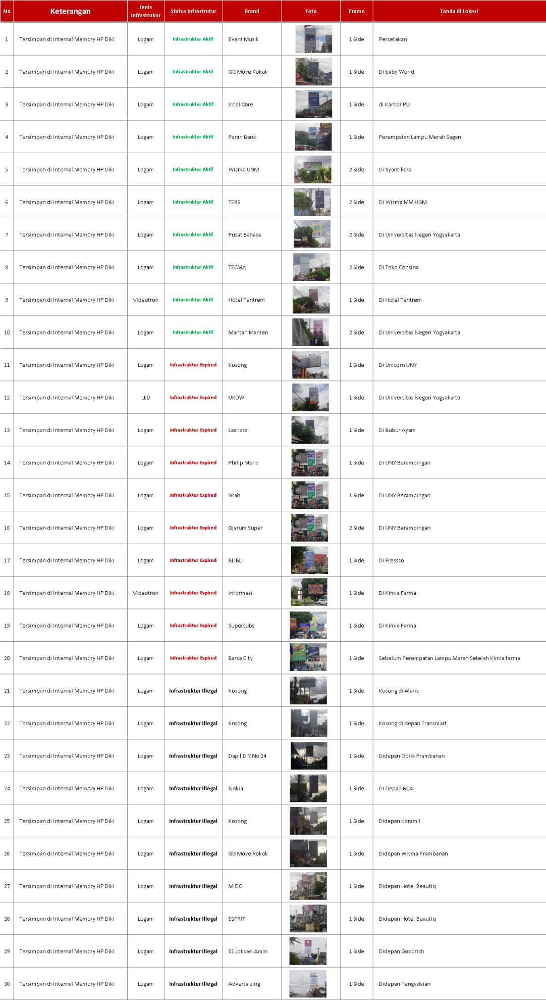 No Keterangan Jenis Infrastrukur Status Infrastrutur Brand Foto Frame Tanda di Lokasi
1 Tersimpan di Internal Memory HP Diki Logam Infrastruktur Aktif Event Musik 1 Side Percetakan
2 Tersimpan di Internal Memory HP Diki Logam Infrastruktur Aktif GG Move Rokok 1 Side Di baby World
3 Tersimpan di Internal Memory HP Diki Logam Infrastruktur Aktif Intel Core 1 Side di Kantor PU
4 Tersimpan di Internal Memory HP Diki Logam Infrastruktur Aktif Panin Bank 1 Side Perempatan Lampu Merah Sagan
5 Tersimpan di Internal Memory HP Diki Logam Infrastruktur Aktif Wisma UGM 2 Side Di Syantikara
6 Tersimpan di Internal Memory HP Diki Logam Infrastruktur Aktif TEBS 2 Side Di Wisma MM UGM
7 Tersimpan di Internal Memory HP Diki Logam Infrastruktur Aktif Pusat Bahasa 2 Side Di Universitas Negeri Yogyakarta
8 Tersimpan di Internal Memory HP Diki Logam Infrastruktur Aktif TECMA 2 Side Di Toko Consina
9 Tersimpan di Internal Memory HP Diki Videotron Infrastruktur Aktif Hotel Tentrem 1 Side Di Hotel Tentrem
10 Tersimpan di Internal Memory HP Diki Logam Infrastruktur Aktif Mantan Manten 2 Side Di Universitas Negeri Yogyakarta
11 Tersimpan di Internal Memory HP Diki Logam Infrastruktur Expired Kosong 1 Side Di Unicorn UNY
12 Tersimpan di Internal Memory HP Diki LED Infrastruktur Expired UKDW 1 Side Di Universitas Negeri Yogyakarta
13 Tersimpan di Internal Memory HP Diki Logam Infrastruktur Expired Lasrissa 1 Side Di Bubur Ayam
14 Tersimpan di Internal Memory HP Diki Logam Infrastruktur Expired Philip Moris 1 Side Di UNY Berampingan
15 Tersimpan di Internal Memory HP Diki Logam Infrastruktur Expired Grab 1 Side Di UNY Berampingan
16 Tersimpan di Internal Memory HP Diki Logam Infrastruktur Expired Djarum Super 2 Side Di UNY Berampingan
17 Tersimpan di Internal Memory HP Diki Logam Infrastruktur Expired BLIBLI 1 Side Di Fressco
18 Tersimpan di Internal Memory HP Diki Videotron Infrastruktur Expired Informasi 1 Side Di Kimia Farma
19 Tersimpan di Internal Memory HP Diki Logam Infrastruktur Expired Supersubs 1 Side Di Kimia Farma
20 Tersimpan di Internal Memory HP Diki Logam Infrastruktur Expired Barsa City 1 Side Sebelum Perempatan Lampu Merah Setelah Kimia farma
21 Tersimpan di Internal Memory HP Diki Logam Infrastruktur Illegal Kosong 1 Side Kosong di Alaric
22 Tersimpan di Internal Memory HP Diki Logam Infrastruktur Illegal Kosong 1 Side Kosong di depan Transmart
23 Tersimpan di Internal Memory HP Diki Logam Infrastruktur Illegal Dapil DIY No 24 1 Side Didepan Optik Prambanan
24 Tersimpan di Internal Memory HP Diki Logam Infrastruktur Illegal Nokia 1 Side DI Depan BCA
25 Tersimpan di Internal Memory HP Diki Logam Infrastruktur Illegal Kosong 1 Side Didepan Koramil
26 Tersimpan di Internal Memory HP Diki Logam Infrastruktur Illegal GG Move Rokok 1 Side Didepan Wisma Prambanan
27 Tersimpan di Internal Memory HP Diki Logam Infrastruktur Illegal MIDO 1 Side Didepan Hotel Beautiq
28 Tersimpan di Internal Memory HP Diki Logam Infrastruktur Illegal ESPRIT 1 Side Didepan Hotel Beautiq
29 Tersimpan di Internal Memory HP Diki Logam Infrastruktur Illegal 01 Jokowi Amin 1 Side Didepan Goodrich
30 Tersimpan di Internal Memory HP Diki Logam Infrastruktur Illegal Advertaizing 1 Side Didepan Pengadaian